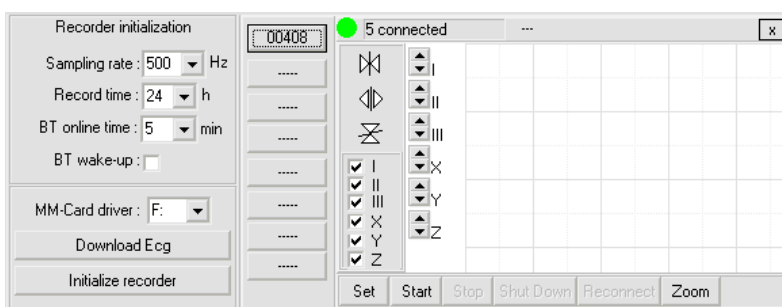 Recorder initialization
Sampling rate : 500 Hz
Record time : 24 h
BT online time : 5 min
BT wake-up :
MM-Card driver : F:
Download Ecg
Initialize recorder
00408
-----
-----
-----
-----
-----
-----
-----
5 connected
---
x
I
II
III
X
Y
Z
I
II
III
X
Y
Z
Set Start Stop Shut Down Reconnect Zoom